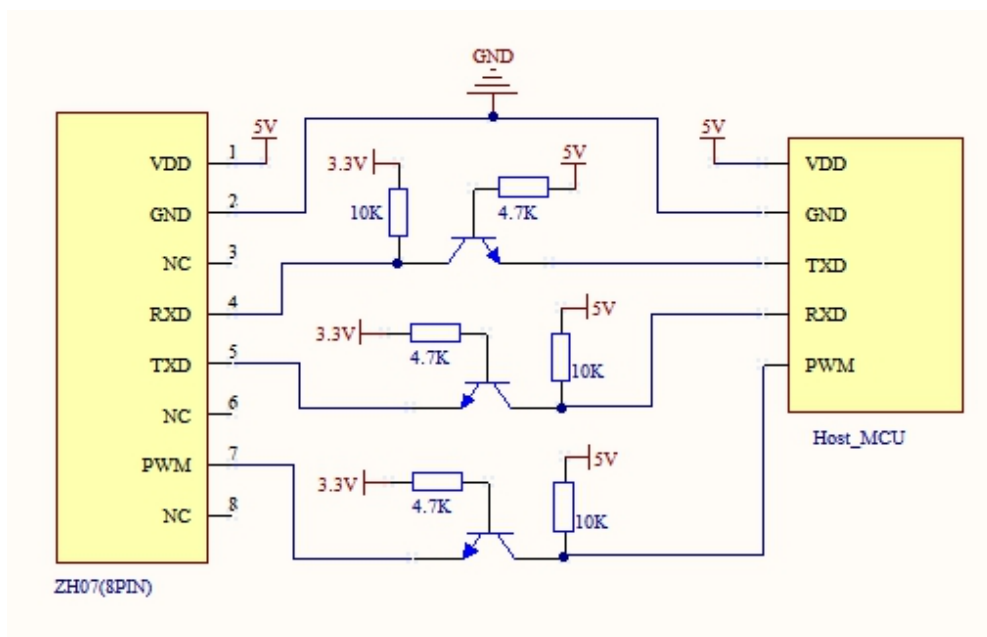 GND
5V
5V
VDD
1
VDD
3.3V
5V
GND
2
10K
4.7K
GND
NC
3
TXD
RXD
4
5V
RXD
3.3V
TXD
5
4.7K
10K
PWM
NC
6
Host_MCU
PWM
7
3.3V
5V
4.7K
10K
NC
8
ZH07(8PIN)